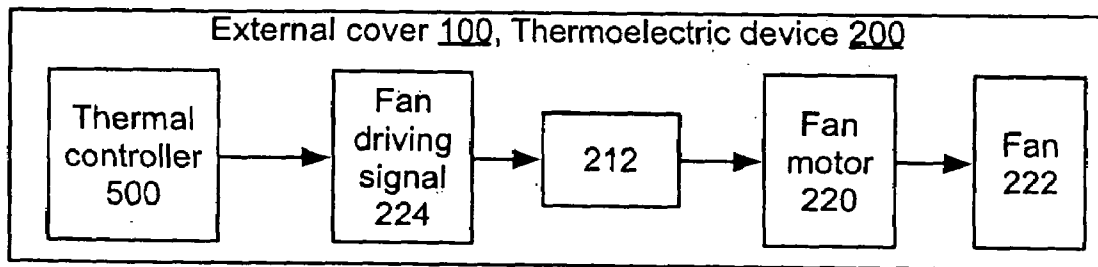 External cover 100, Thermoelectric device 200
Thermal
controller
500
Fan
driving
signal
224
212
Fan
motor
220
Fan
222